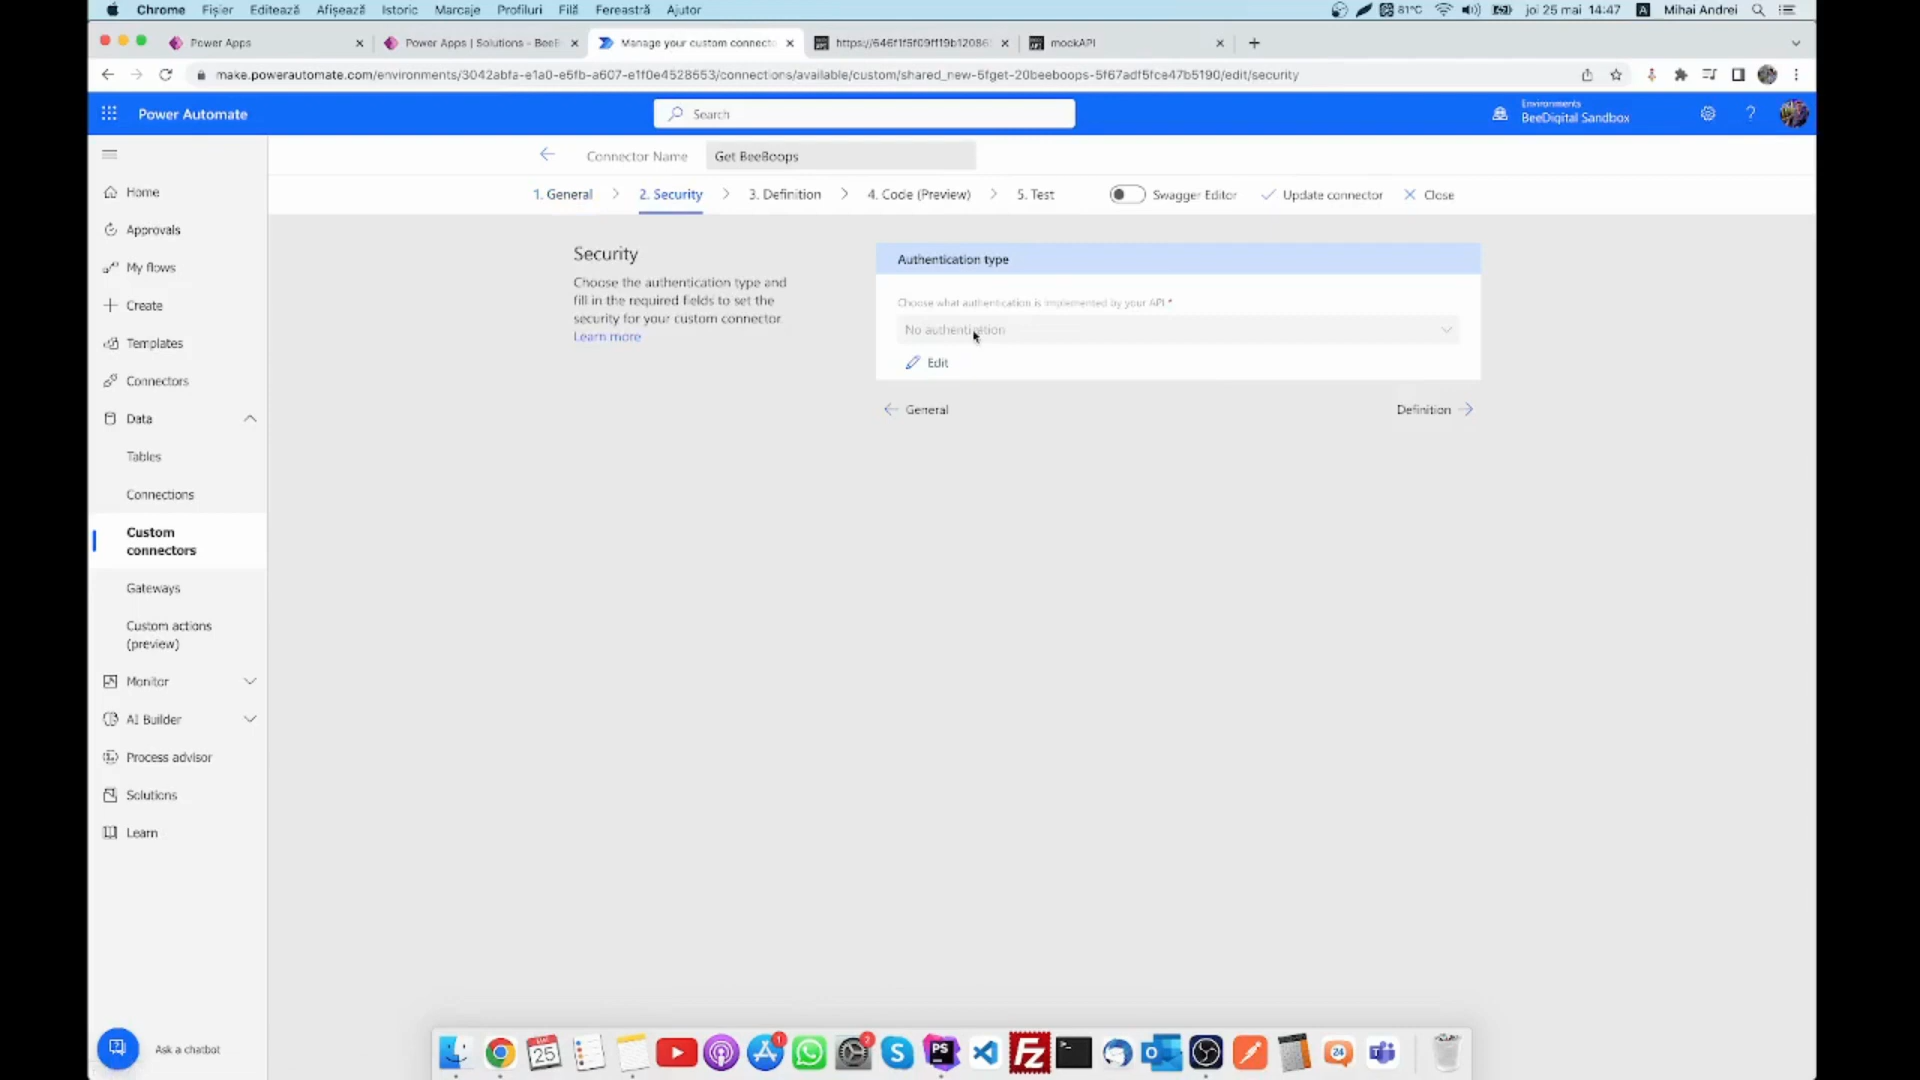 Chrome Fișier Editează Afișează Istoric Marcaje Profiluri Filă Fereastră Ajutor 81°C joi 25 mai 14:47 A Mihai Andrei
Power Apps Power Apps | Solutions - BeeB Manage your custom connecto mockAPI
make.powerautomate.com/environments/3042abfa-e1a0-e5fb-a607-e1f0e4528653/connections/available/custom/shared_new-5fget-20beeboops-5f67adf5fce47b5190/edit/security
Power Automate Search Environments
BeeDigital Sandbox
Connector Name Get BeeBoops
1. General 2. Security 3. Definition 4. Code (Preview) 5. Test Swagger Editor Update connector Close
Home
Approvals
My flows
Create
Templates
Connectors
Data
Tables
Connections
Custom
connectors
Gateways
Custom actions
(preview)
Monitor
AI Builder
Process advisor
Solutions
Learn
Ask a chatbot
Security
Choose the authentication type and
fill in the required fields to set the
security for your custom connector.
Learn more
Authentication type
Choose what authentication is implemented by your API *
No authentication
Edit
General Definition